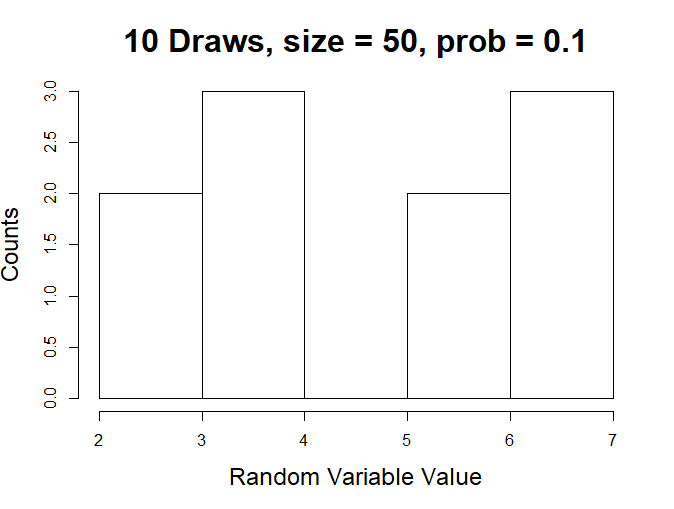 10 Draws, size = 50, prob = 0.1
Counts
3.0
2.5
2.0
1.5
1.0
0.5
0.0
2 3 4 5 6 7
Random Variable Value